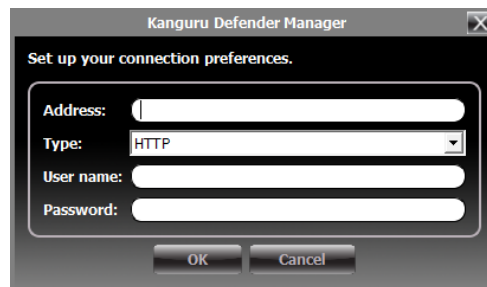 Kanguru Defender Manager
X
Set up your connection preferences.
Address:
Type: HTTP
User name:
Password:
OK Cancel